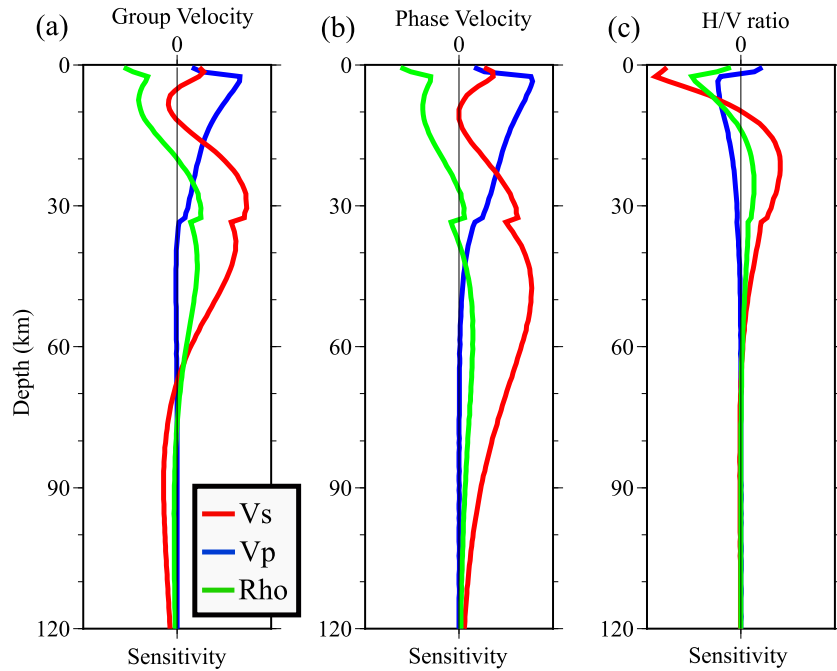 (a)
Group Velocity
0
(b)
Phase Velocity
0
(c)
H/V ratio
0
0
30
60
90
120
Depth (km)
Sensitivity
0
30
60
90
120
Sensitivity
0
30
60
90
120
Sensitivity
Vs
Vp
Rho